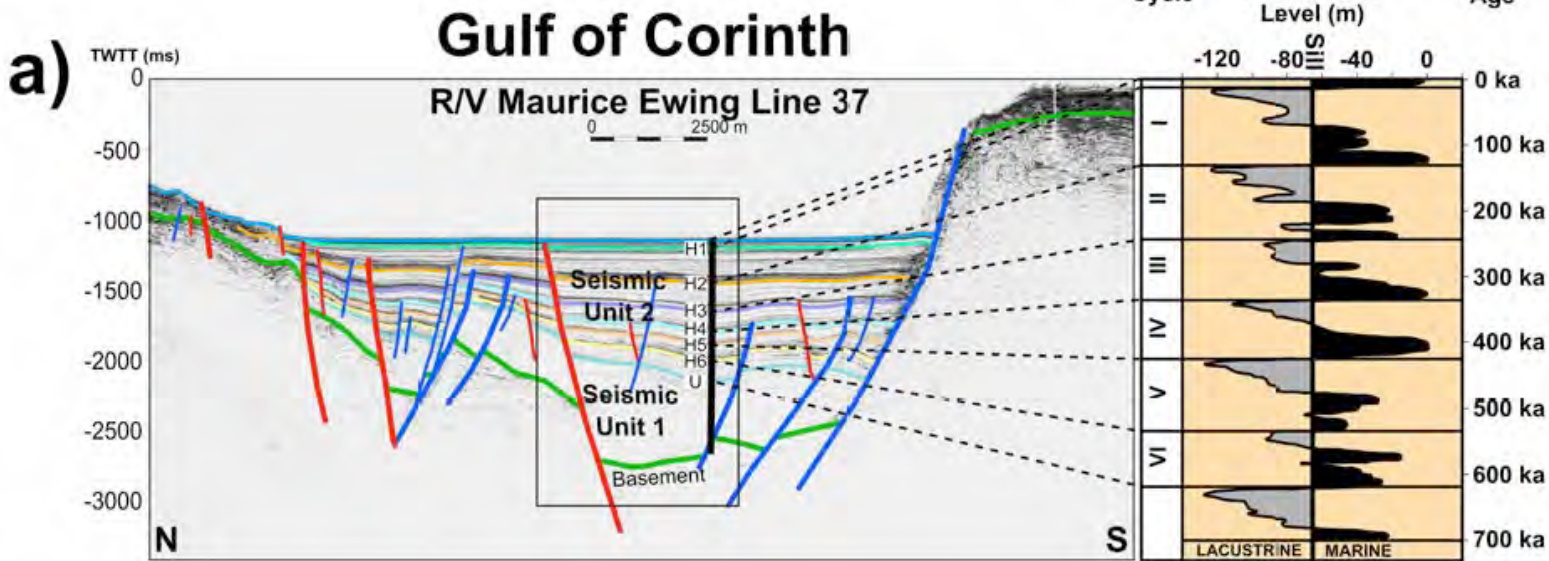 Gulf of Corinth
a)
TWTT (ms)
R/V Maurice Ewing Line 37
0 2500 m
0
-500
-1000
-1500
-2000
-2500
-3000
H1
H2
H3
H4
H5
H6
U
Seismic
Unit 2
Seismic
Unit 1
Basement
N
S
Cycle
Level (m)
Age
Sill
-120 -80 -40 0
I
II
III
IV
V
VI
0 ka
100 ka
200 ka
300 ka
400 ka
500 ka
600 ka
700 ka
LACUSTRINE MARINE